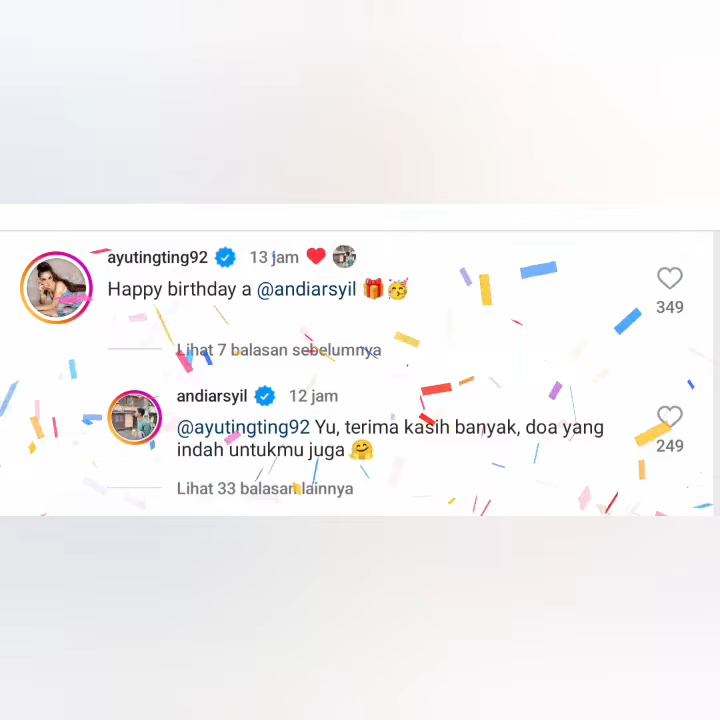 ayutingting92 13 jam
Happy birthday a @andiarsyil
Lihat 7 balasan sebelumnya
349
andiarsyil 12 jam
@ayutingting92 Yu, terima kasih banyak, doa yang
indah untukmu juga
249
Lihat 33 balasan lainnya